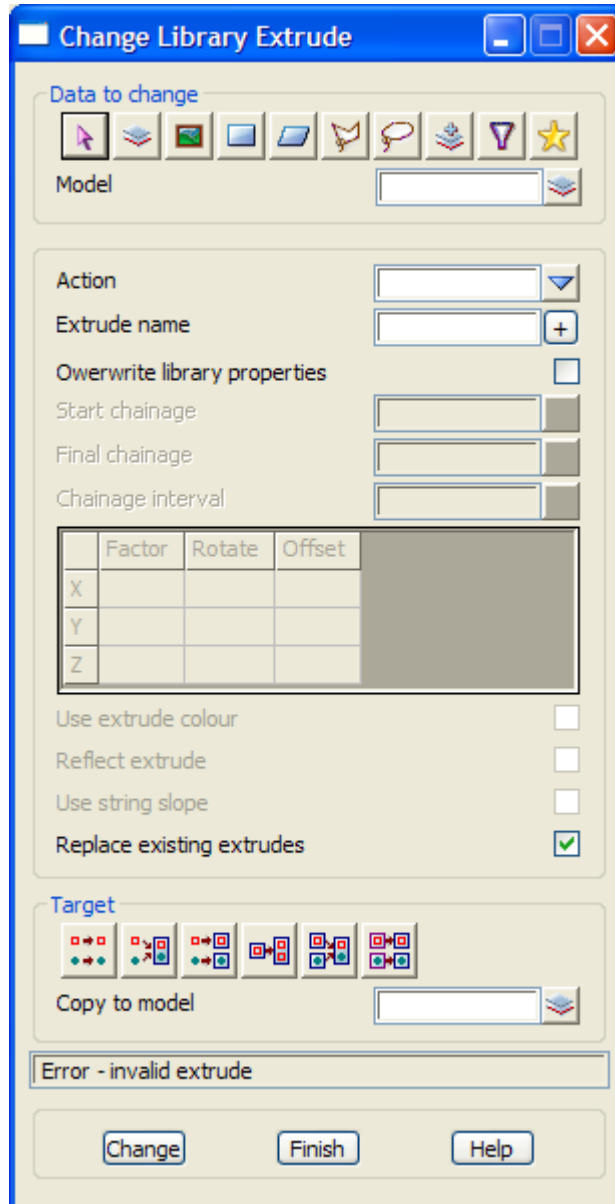 Change Library Extrude
Data to change
Model
Action
Extrude name
+
Owerwrite library properties
Start chainage
Final chainage
Chainage interval
Factor Rotate Offset
X
Y
Z
Use extrude colour
Reflect extrude
Use string slope
Replace existing extrudes
Target
Copy to model
Error - invalid extrude
Change Finish Help